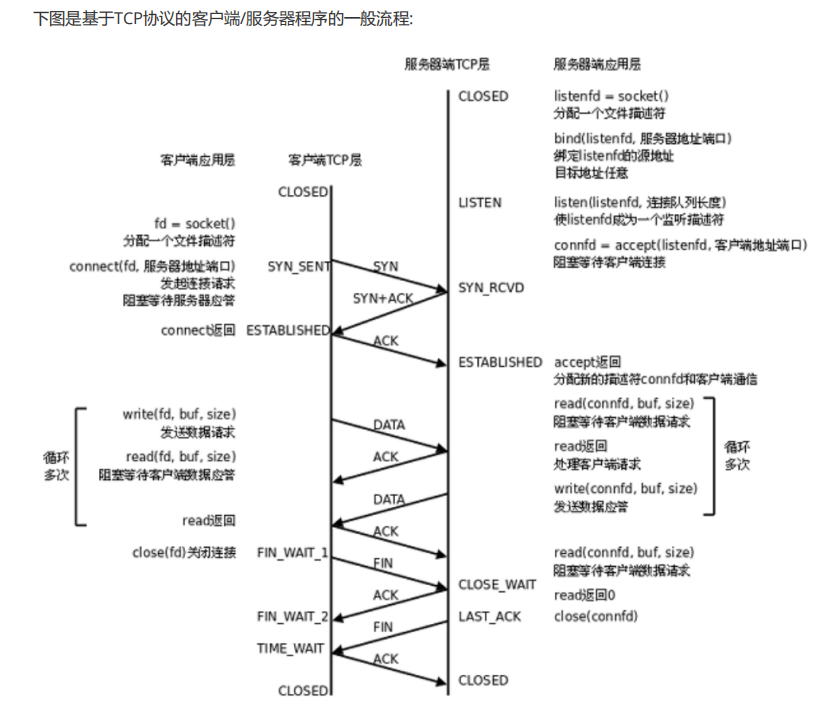 下图是基于TCP协议的客户端/服务器程序的一般流程:
服务器端TCP层
服务器端应用层
CLOSED
listenfd = socket()
分配一个文件描述符
bind(listenfd, 服务器地址端口)
绑定listenfd的源地址
目标地址任意
客户端应用层
客户端TCP层
CLOSED
LISTEN
listen(listenfd, 连接队列长度)
使listenfd成为一个监听描述符
fd = socket()
分配一个文件描述符
connfd = accept(listenfd, 客户端地址端口)
阻塞等待客户端连接
connect(fd, 服务器地址端口)
发起连接请求
阻塞等待服务器应答
SYN_SENT
SYN
SYN_RCVD
SYN+ACK
connect返回
ESTABLISHED
ACK
ESTABLISHED
accept返回
分配新的描述符connfd和客户端通信
read(connfd, buf, size)
阻塞等待客户端数据请求
write(fd, buf, size)
发送数据请求
DATA
read返回
处理客户端请求
循环
多次
循环
多次
read(fd, buf, size)
阻塞等待客户端数据应答
ACK
write(connfd, buf, size)
发送数据应答
DATA
read返回
ACK
close(fd)关闭连接
FIN_WAIT_1
FIN
read(connfd, buf, size)
阻塞等待客户端数据请求
CLOSE_WAIT
read返回0
ACK
FIN_WAIT_2
LAST_ACK
close(connfd)
FIN
TIME_WAIT
ACK
CLOSED
CLOSED